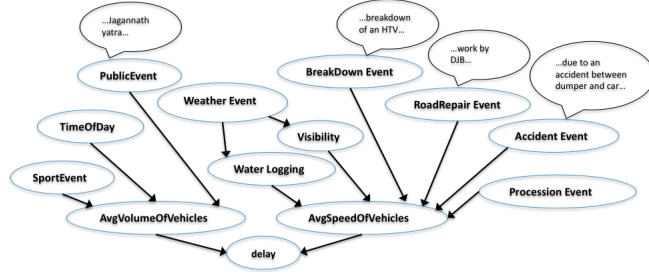 ...Jagannath
yatra...
...breakdown
of an HTV...
...work by
DJB...
...due to an
accident between
dumper and car...
PublicEvent
BreakDown Event
Weather Event
RoadRepair Event
TimeOfDay
Visibility
Accident Event
SportEvent
Water Logging
Procession Event
AvgVolumeOfVehicles
AvgSpeedOfVehicles
delay